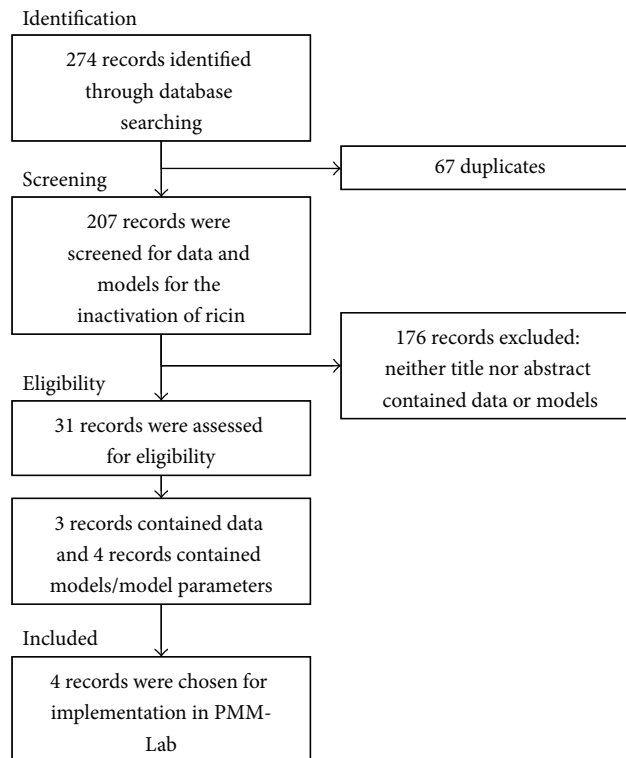 Identification
274 records identified
through database
searching
67 duplicates
Screening
207 records were
screened for data and
models for the
inactivation of ricin
176 records excluded:
neither title nor abstract
contained data or models
Eligibility
31 records were assessed
for eligibility
3 records contained data
and 4 records contained
models/model parameters
Included
4 records were chosen for
implementation in PMM-
Lab